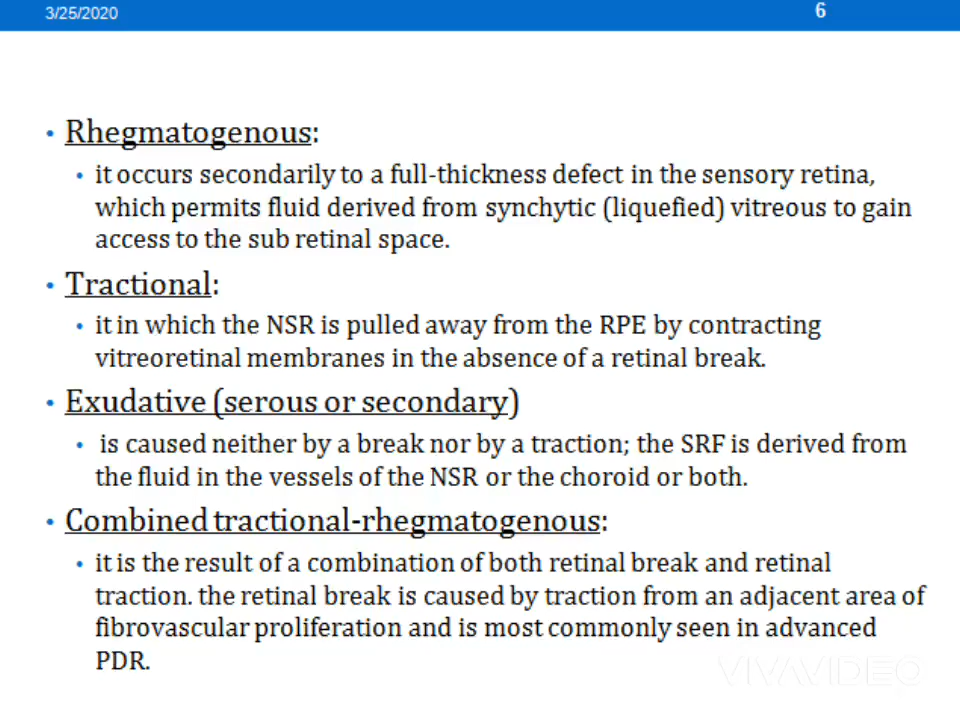 3/25/2020
6
• Rhegmatogenous:
• it occurs secondarily to a full-thickness defect in the sensory retina,
which permits fluid derived from synchytic (liquefied) vitreous to gain
access to the sub retinal space.
• Tractional:
• it in which the NSR is pulled away from the RPE by contracting
vitreoretinal membranes in the absence of a retinal break.
• Exudative (serous or secondary)
• is caused neither by a break nor by a traction; the SRF is derived from
the fluid in the vessels of the NSR or the choroid or both.
• Combined tractional-rhegmatogenous:
• it is the result of a combination of both retinal break and retinal
traction. the retinal break is caused by traction from an adjacent area of
fibrovascular proliferation and is most commonly seen in advanced
PDR.
VIVAVIDEO